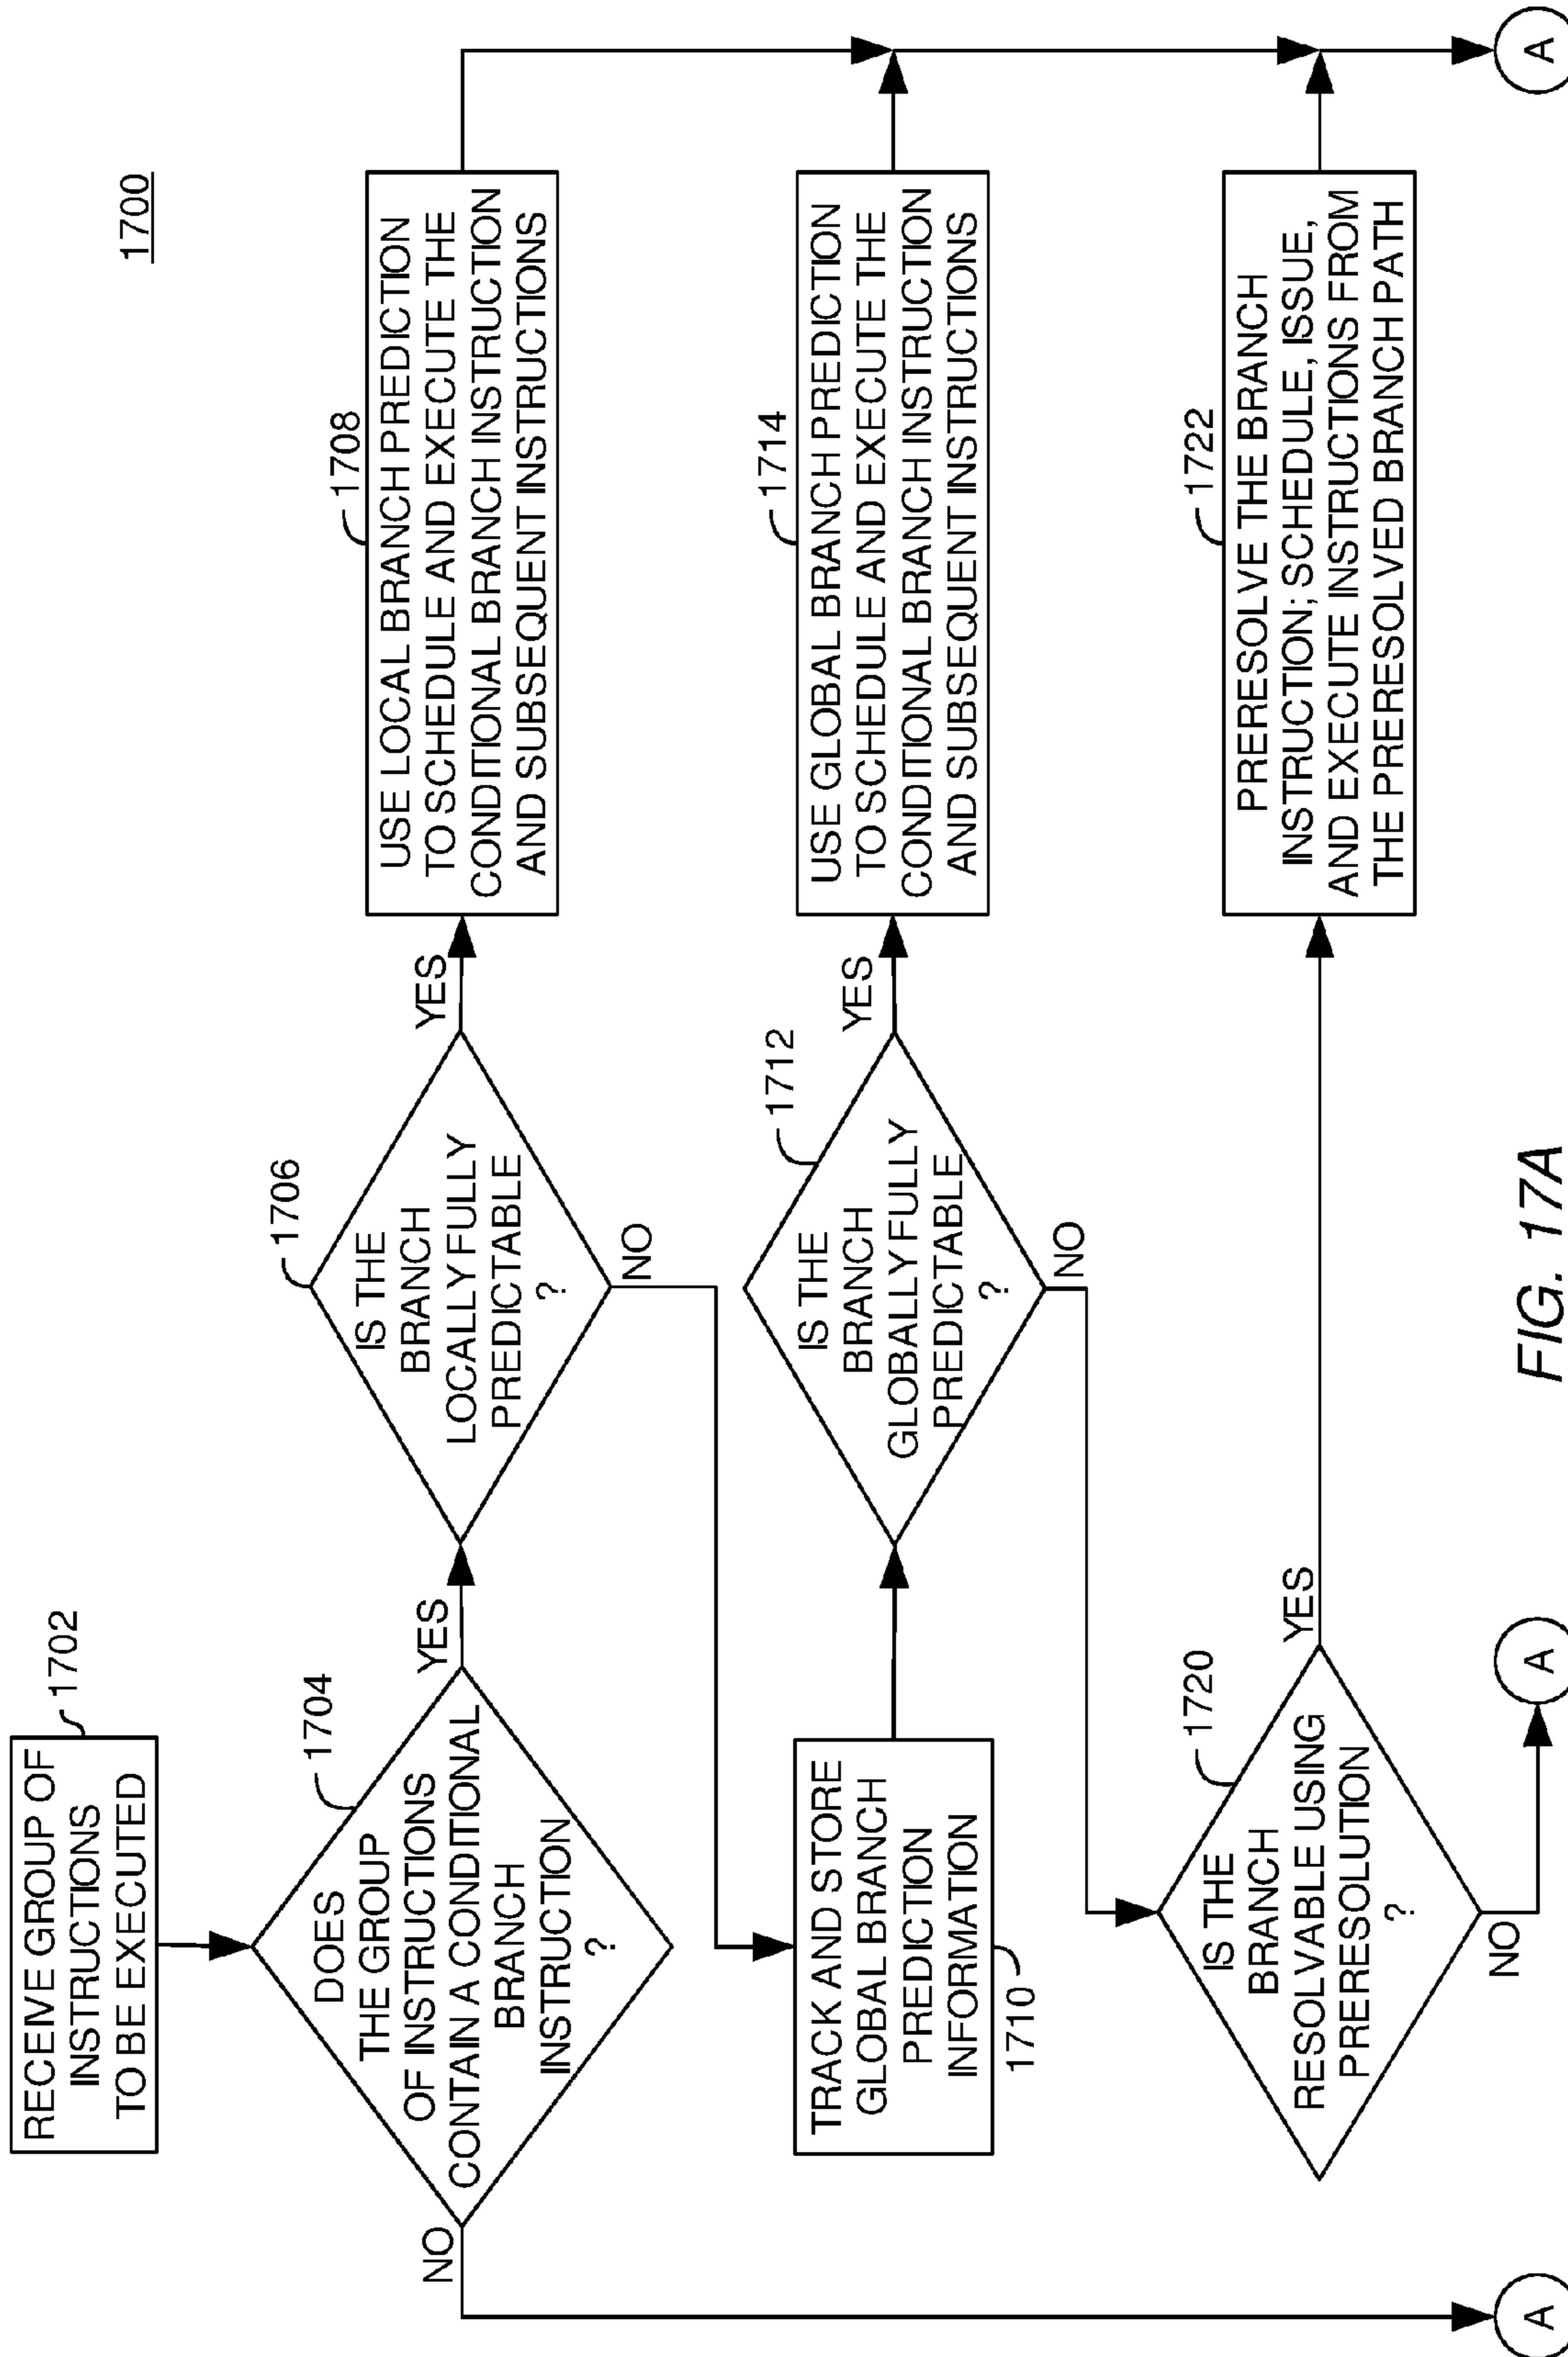 1700
RECEIVE GROUP OF
INSTRUCTIONS
TO BE EXECUTED
1702
DOES
THE GROUP
OF INSTRUCTIONS
CONTAIN A CONDITIONAL
BRANCH
INSTRUCTION
?
1704
NO
YES
IS THE
BRANCH
LOCALLY FULLY
PREDICTABLE
?
1706
YES
NO
USE LOCAL BRANCH PREDICTION
TO SCHEDULE AND EXECUTE THE
CONDITIONAL BRANCH INSTRUCTION
AND SUBSEQUENT INSTRUCTIONS
1708
TRACK AND STORE
GLOBAL BRANCH
PREDICTION
INFORMATION
1710
IS THE
BRANCH
GLOBALLY FULLY
PREDICTABLE
?
1712
YES
NO
USE GLOBAL BRANCH PREDICTION
TO SCHEDULE AND EXECUTE THE
CONDITIONAL BRANCH INSTRUCTION
AND SUBSEQUENT INSTRUCTIONS
1714
IS THE
BRANCH
RESOLVABLE USING
PRERESOLUTION
?
1720
YES
NO
PRERESOLVE THE BRANCH
INSTRUCTION; SCHEDULE, ISSUE,
AND EXECUTE INSTRUCTIONS FROM
THE PRERESOLVED BRANCH PATH
1722
A
A
A
FIG. 17A